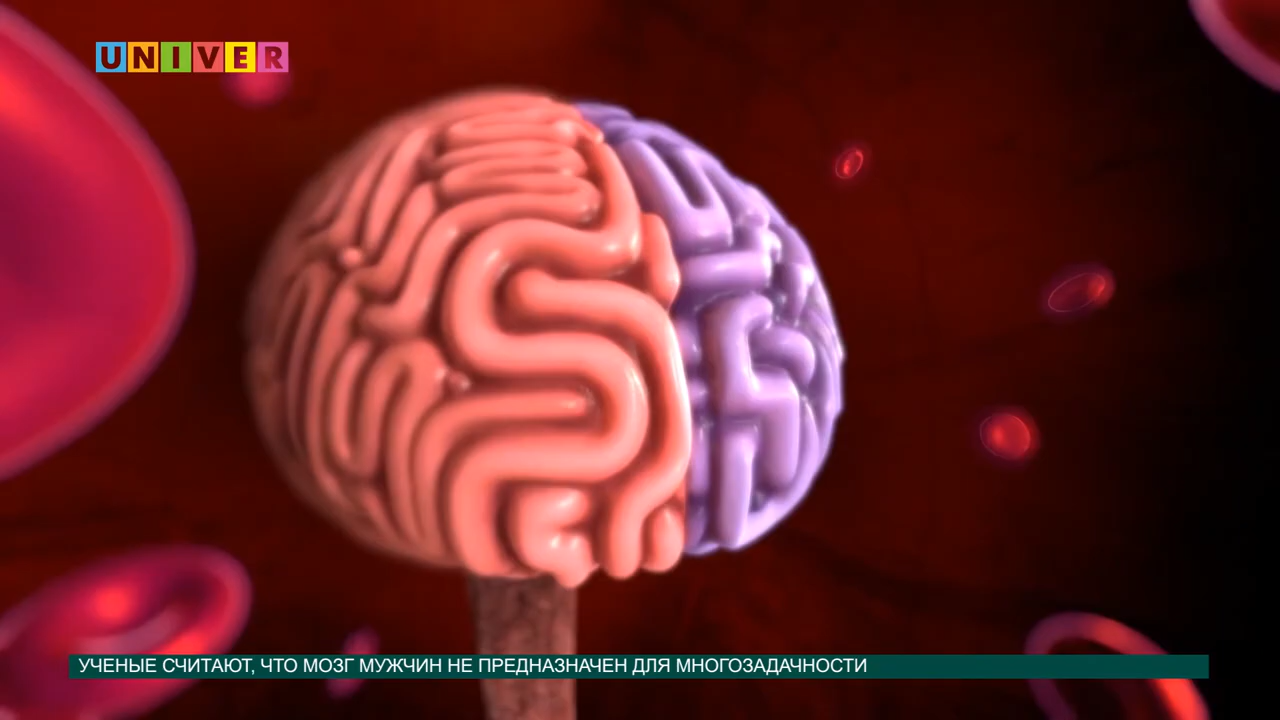 UNIVER
УЧЕНЫЕ СЧИТАЮТ, ЧТО МОЗГ МУЖЧИН НЕ ПРЕДНАЗНАЧЕН ДЛЯ МНОГОЗАДАЧНОСТИ